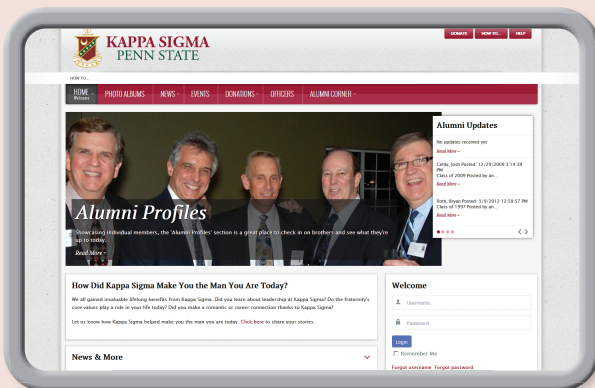 KAPPA SIGMA
PENN STATE
DONATE HOW TO... HELP
HOW TO...
HOME PHOTO ALBUMS NEWS EVENTS DONATIONS OFFICERS ALUMNI CORNER
Welcome
Alumni Profiles
Showcasing individual members, the 'Alumni Profiles' section is a great place to check in on brothers and see what they're
up to today.
Read More
Alumni Updates
No updates received yet
Read More
Cahly, Josh Posted: 12/29/2009 3:14:39
PM
Class of 2009 Posted by an...
Read More
Roth, Bryan Posted: 3/9/2012 12:59:57 PM
Class of 1997 Posted by an...
Read More
How Did Kappa Sigma Make You the Man You Are Today?
We all gained invaluable lifelong benefits from Kappa Sigma. Did you learn about leadership at Kappa Sigma? Do the fraternity's
core values play a role in your life today? Did you make a romantic or career connection thanks to Kappa Sigma?
Let us know how Kappa Sigma helped make you the man you are today. Click here to share your stories.
News & More
Welcome
Username
Password
Login
Remember Me
Forgot username Forgot password